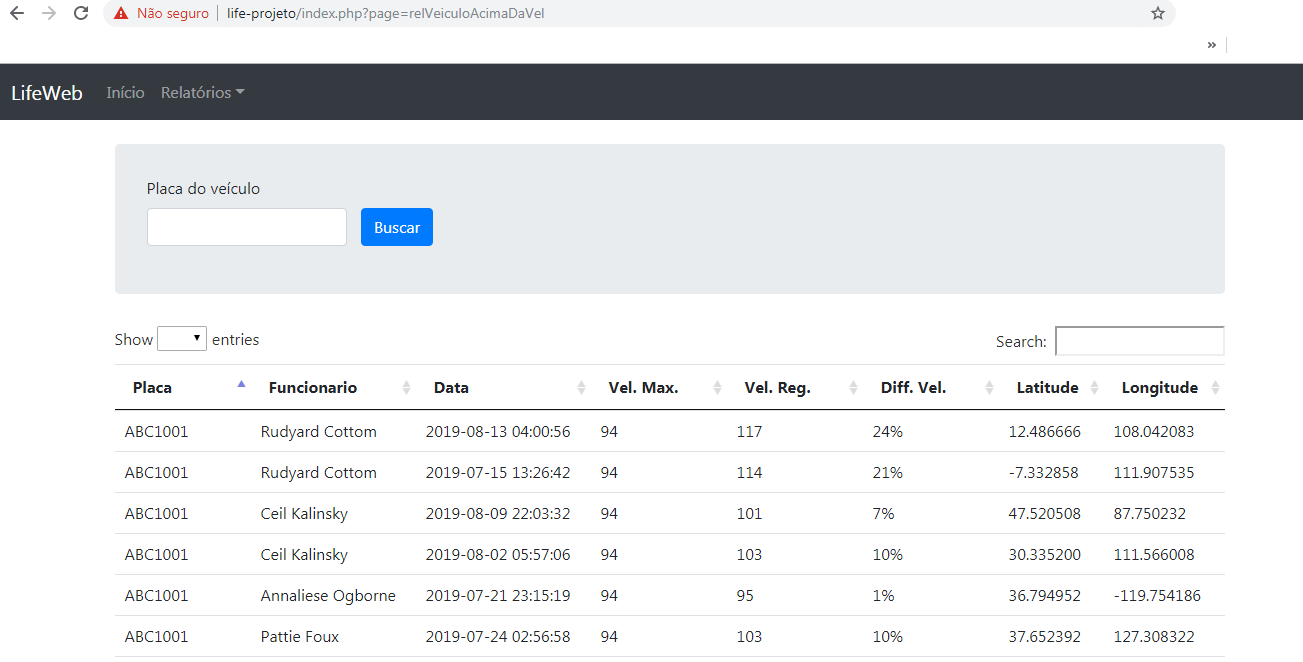 Não seguro life-projeto/index.php?page=relVeiculoAcimaDaVel
»
LifeWeb Início Relatórios
Placa do veículo
Buscar
Show entries Search:
Placa Funcionario Data Vel. Max. Vel. Reg. Diff. Vel. Latitude Longitude
ABC1001 Rudyard Cottom 2019-08-13 04:00:56 94 117 24% 12.486666 108.042083
ABC1001 Rudyard Cottom 2019-07-15 13:26:42 94 114 21% -7.332858 111.907535
ABC1001 Ceil Kalinsky 2019-08-09 22:03:32 94 101 7% 47.520508 87.750232
ABC1001 Ceil Kalinsky 2019-08-02 05:57:06 94 103 10% 30.335200 111.566008
ABC1001 Annaliese Ogborne 2019-07-21 23:15:19 94 95 1% 36.794952 -119.754186
ABC1001 Pattie Foux 2019-07-24 02:56:58 94 103 10% 37.652392 127.308322